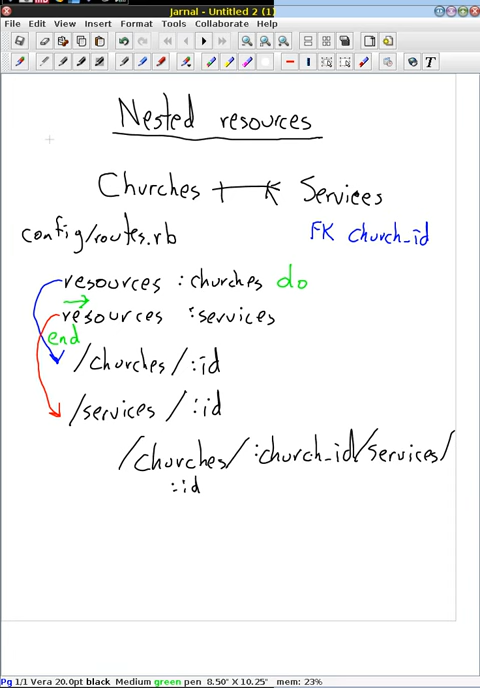 Jarnal - Untitled 2 (1)
File Edit View Insert Format Tools Collaborate Help
T
Nested resources
Churches Services
config/routes.rb FK church_id
resources :churches do
resources :services
end
/churches/:id
/services/:id
/churches/:church_id/services/
:id
Pg 1/1 Vera 20.0pt black Medium green pen 8.50" X 10.25" mem: 23%